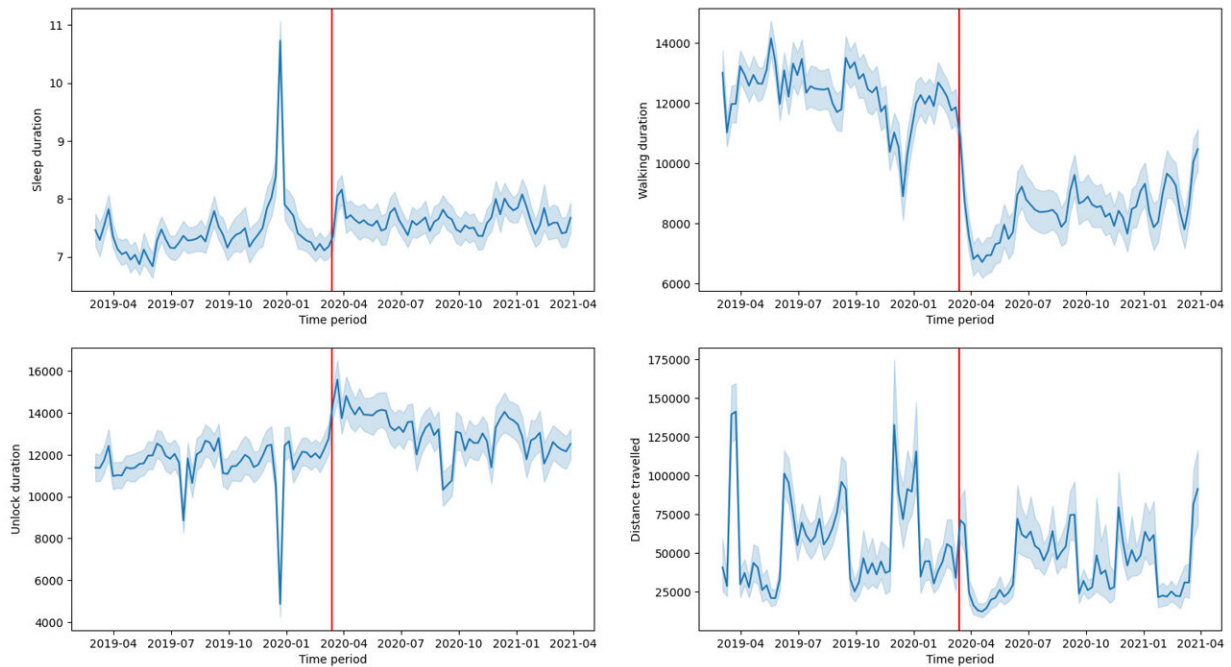 11
10
9
8
7
Sleep duration
2019-04 2019-07 2019-10 2020-01 2020-04 2020-07 2020-10 2021-01 2021-04
Time period
14000
12000
10000
8000
6000
Walking duration
2019-04 2019-07 2019-10 2020-01 2020-04 2020-07 2020-10 2021-01 2021-04
Time period
16000
14000
12000
10000
8000
6000
4000
Unlock duration
2019-04 2019-07 2019-10 2020-01 2020-04 2020-07 2020-10 2021-01 2021-04
Time period
175000
150000
125000
100000
75000
50000
25000
Distance travelled
2019-04 2019-07 2019-10 2020-01 2020-04 2020-07 2020-10 2021-01 2021-04
Time period